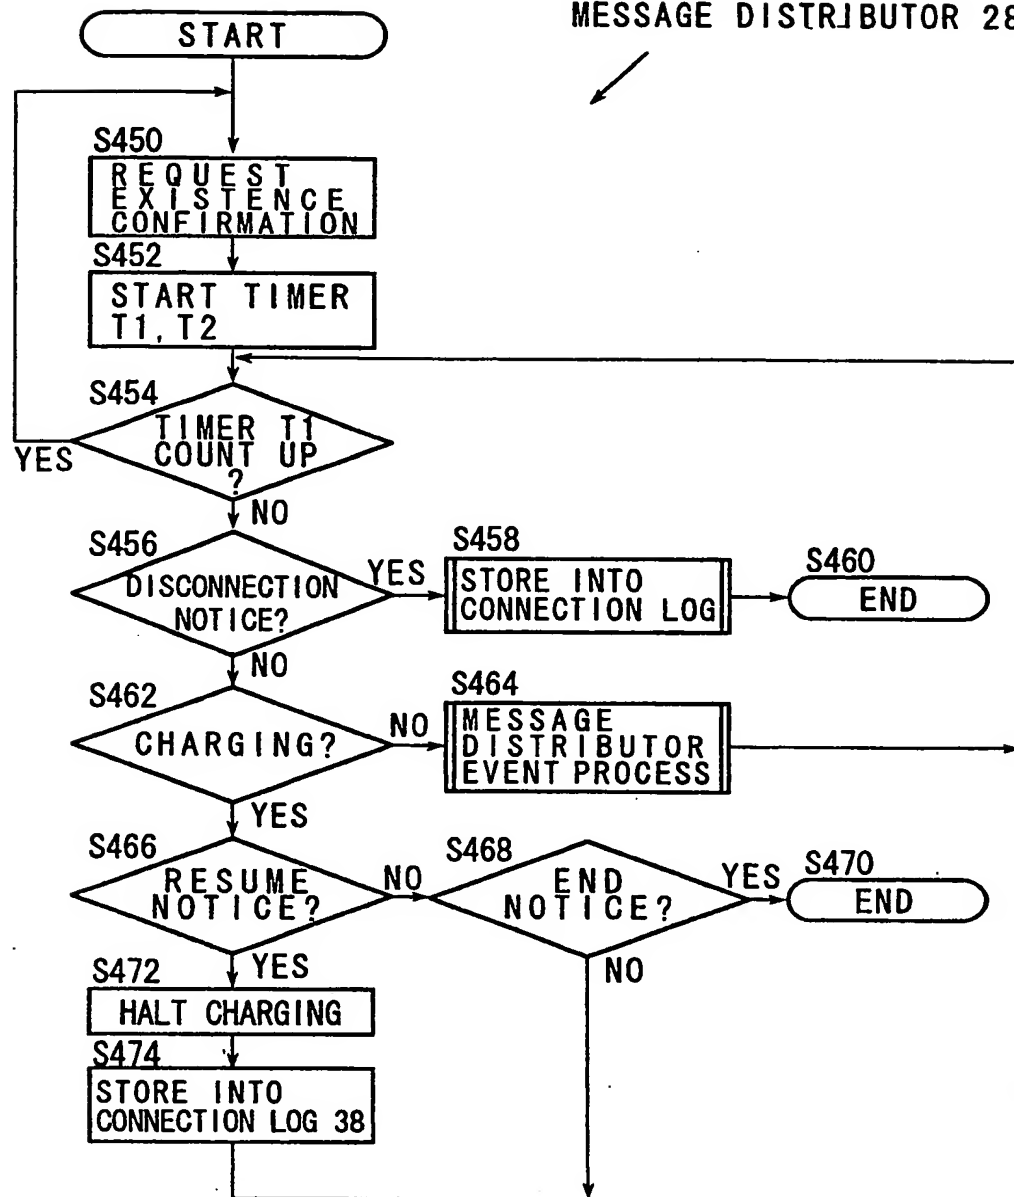 MESSAGE DISTRIBUTOR 28
START
S450
REQUEST
EXISTENCE
CONFIRMATION
S452
START TIMER
T1, T2
S454
TIMER T1
COUNT UP
?
YES
NO
S456
DISCONNECTION
NOTICE?
YES
S458
STORE INTO
CONNECTION LOG
S460
END
NO
S462
CHARGING?
NO
S464
MESSAGE
DISTRIBUTOR
EVENT PROCESS
YES
S466
RESUME
NOTICE?
NO
S468
END
NOTICE?
YES
S470
END
YES
NO
S472
HALT CHARGING
S474
STORE INTO
CONNECTION LOG 38